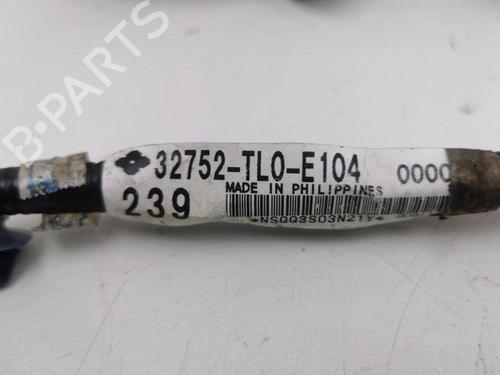 B-PARTS
32752-TL0-E104 0000
MADE IN PHILIPPINES
239
*NSQQ3S03N21Y*